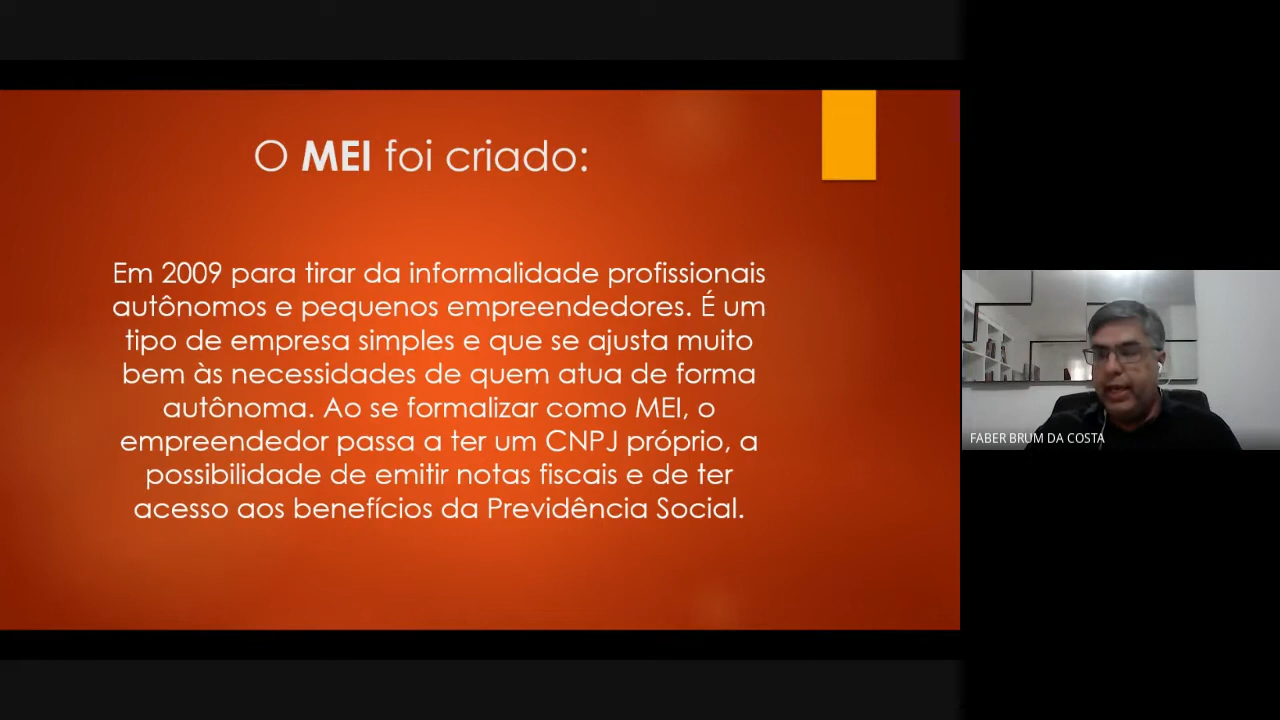 O MEI foi criado:
Em 2009 para tirar da informalidade profissionais
autônomos e pequenos empreendedores. É um
tipo de empresa simples e que se ajusta muito
bem às necessidades de quem atua de forma
autônoma. Ao se formalizar como MEI, o
empreendedor passa a ter um CNPJ próprio, a
possibilidade de emitir notas fiscais e de ter
acesso aos benefícios da Previdência Social.
FABER BRUM DA COSTA